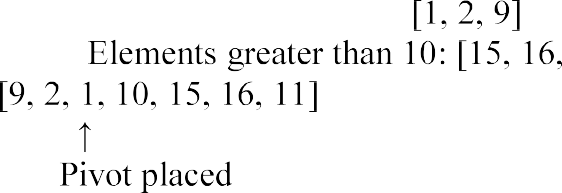 [1, 2, 9]
Elements greater than 10: [15, 16,
[9, 2, 1, 10, 15, 16, 11]
↑
Pivot placed